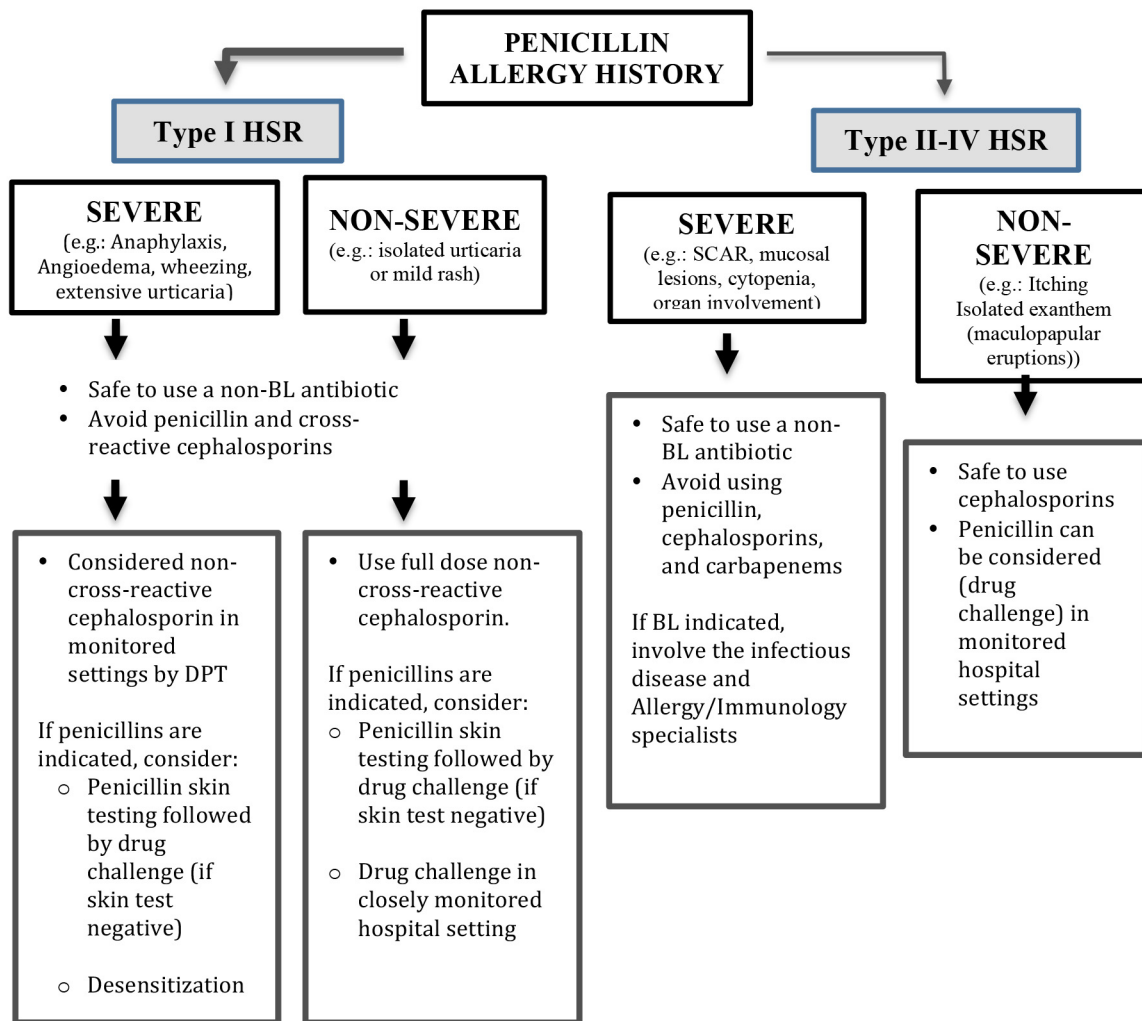 PENICILLIN
ALLERGY HISTORY
Type I HSR
Type II-IV HSR
SEVERE
(e.g.: Anaphylaxis,
Angioedema, wheezing,
extensive urticaria)
NON-SEVERE
(e.g.: isolated urticaria
or mild rash)
SEVERE
(e.g.: SCAR, mucosal
lesions, cytopenia,
organ involvement)
NON-
SEVERE
(e.g.: Itching
Isolated exanthem
(maculopapular
eruptions))
• Safe to use a non-BL antibiotic
• Avoid penicillin and cross-
reactive cephalosporins
• Considered non-
cross-reactive
cephalosporin in
monitored
settings by DPT
If penicillins are
indicated, consider:
o Penicillin skin
testing followed
by drug
challenge (if
skin test
negative)
o Desensitization
• Use full dose non-
cross-reactive
cephalosporin.
If penicillins are
indicated, consider:
o Penicillin skin
testing followed by
drug challenge (if
skin test negative)
o Drug challenge in
closely monitored
hospital setting
• Safe to use a non-
BL antibiotic
• Avoid using
penicillin,
cephalosporins,
and carbapenems
If BL indicated,
involve the infectious
disease and
Allergy/Immunology
specialists
• Safe to use
cephalosporins
• Penicillin can
be considered
(drug
challenge) in
monitored
hospital
settings